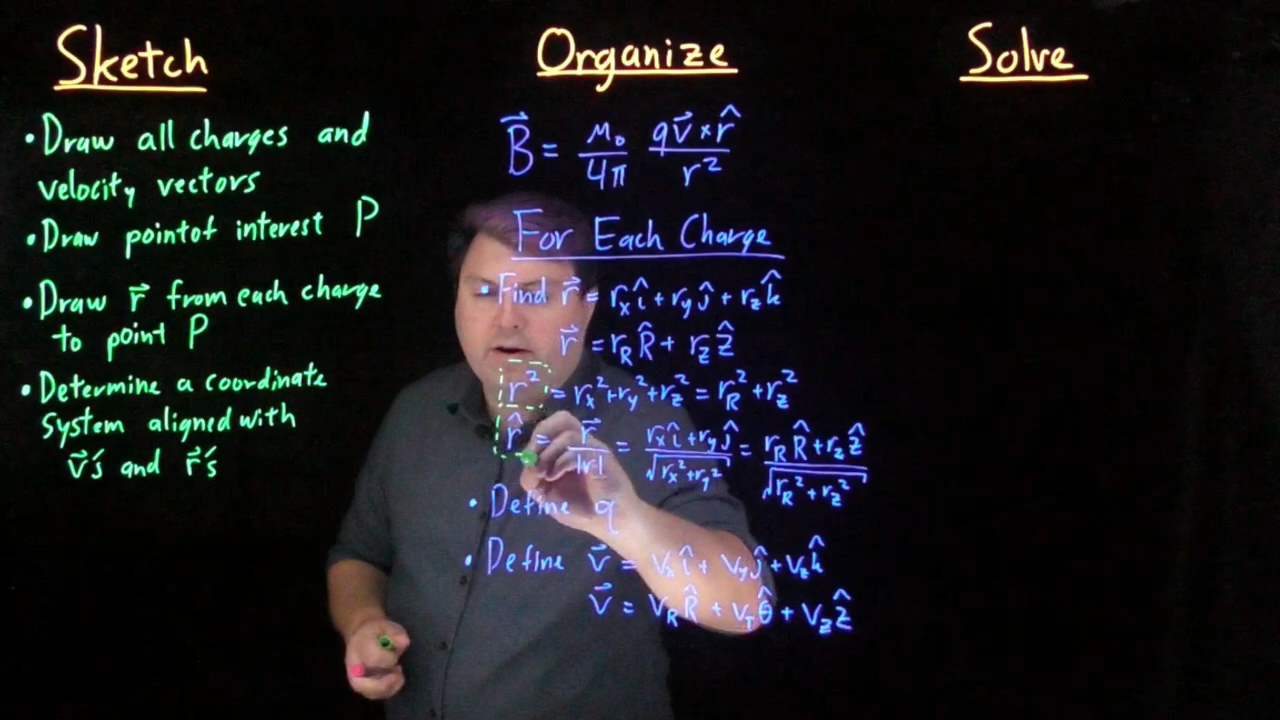 Sketch
• Draw all charges and
velocity vectors
• Draw point of interest P
• Draw r⃗ from each charge
to point P
• Determine a coordinate
system aligned with
v⃗'s and r⃗'s
Organize
B⃗ = μ₀/4π qv⃗ × r̂/r²
For Each Charge
• Find r⃗ = rₓî + r_yĵ + r_zk̂
r⃗ = r_R R̂ + r_z ẑ
r² = rₓ² + r_y² + r_z² = r_R² + r_z²
r̂ = r⃗/|r| = (rₓî + r_yĵ)/√(rₓ² + r_y²) = (r_R R̂ + r_z ẑ)/√(r_R² + r_z²)
• Define q
• Define v⃗ = vₓî + v_yĵ + v_zk̂
v⃗ = v_R R̂ + v_T θ̂ + v_z ẑ
Solve